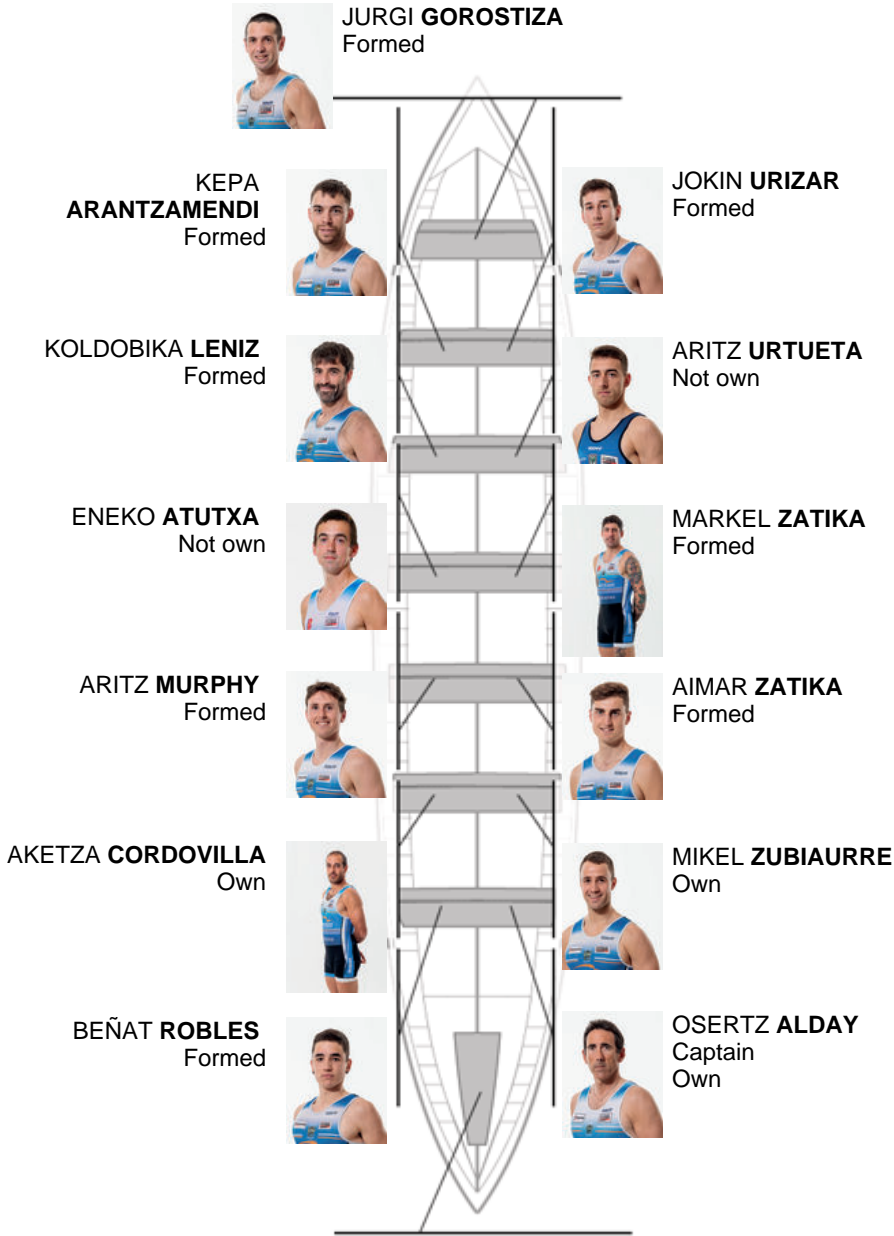 JURGI GOROSTIZA
Formed
KEPA
ARANTZAMENDI
Formed
JOKIN URIZAR
Formed
KOLDOBIKA LENIZ
Formed
ARITZ URTUETA
Not own
ENEKO ATUTXA
Not own
MARKEL ZATIKA
Formed
ARITZ MURPHY
Formed
AIMAR ZATIKA
Formed
AKETZA CORDOVILLA
Own
MIKEL ZUBIAURRE
Own
BEÑAT ROBLES
Formed
OSERTZ ALDAY
Captain
Own